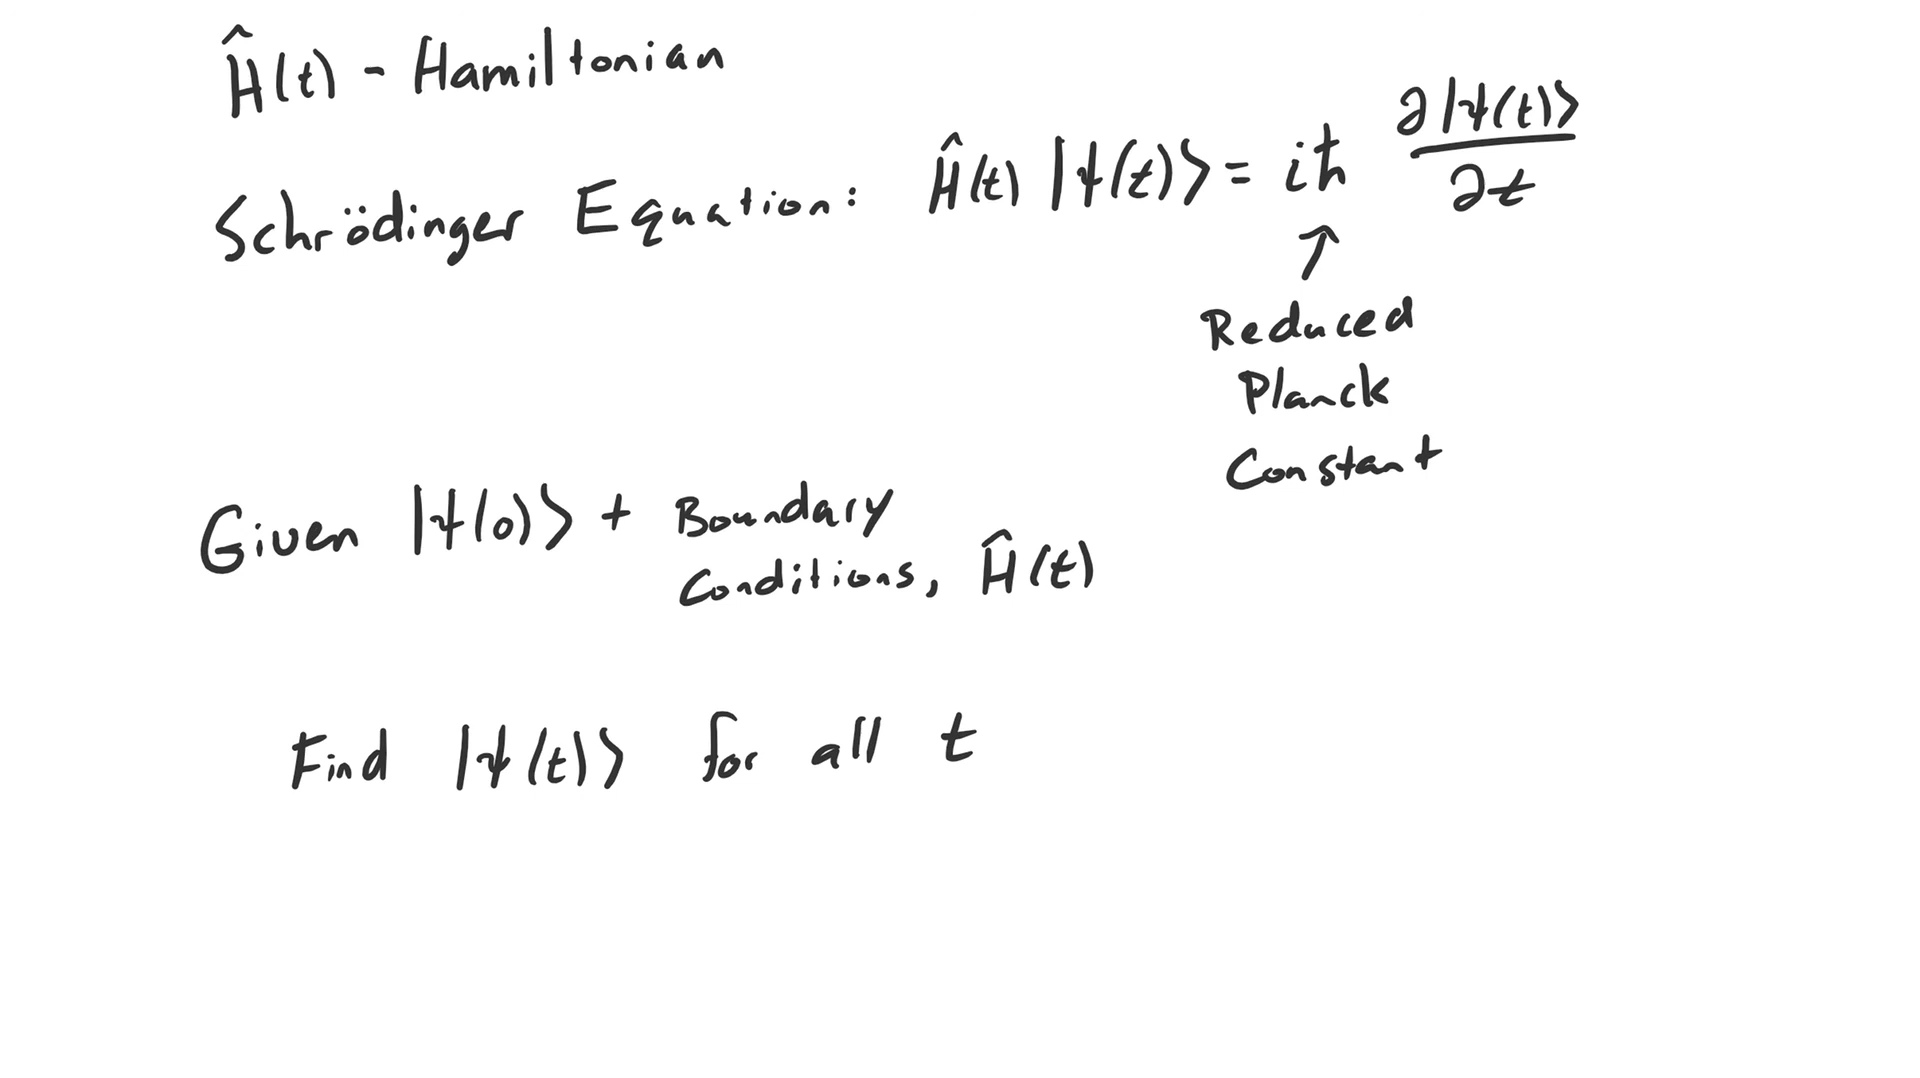 Ĥ(t) - Hamiltonian
Schrödinger Equation: Ĥ(t) |ψ(t)⟩ = iħ ∂|ψ(t)⟩/∂t
↑
Reduced
Planck
Constant
Given |ψ(0)⟩ + Boundary
Conditions, Ĥ(t)
Find |ψ(t)⟩ for all t